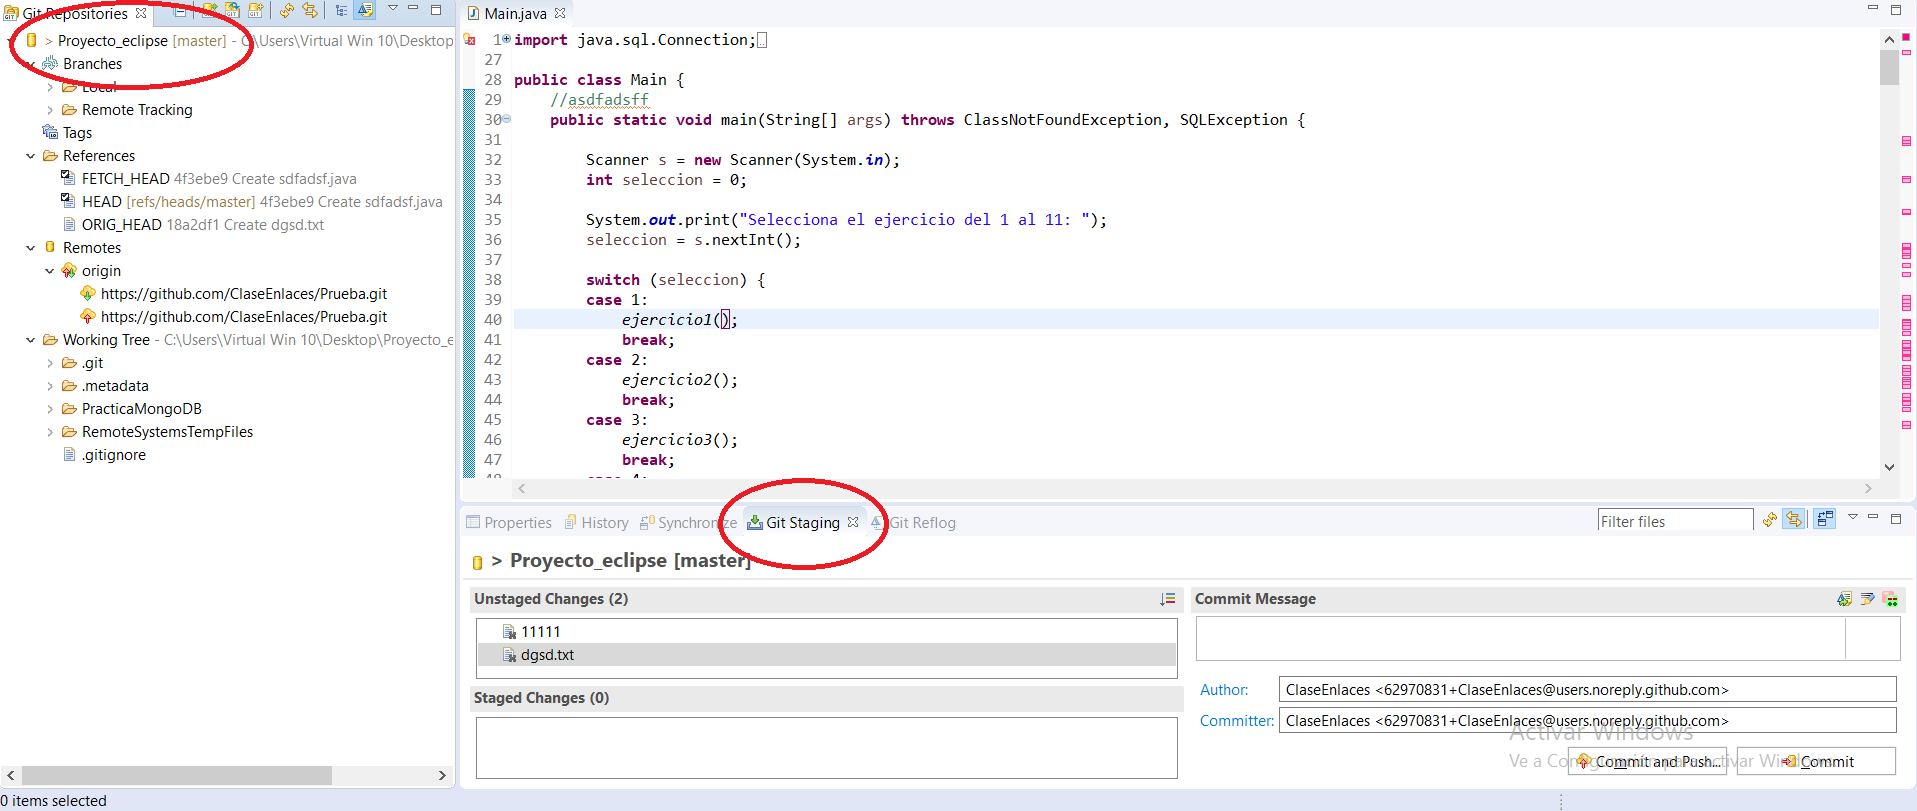 Git Repositories
> Proyecto_eclipse [master] - C:\Users\Virtual Win 10\Desktop
Branches
Local
Remote Tracking
Tags
References
FETCH_HEAD 4f3ebe9 Create sdfadsf.java
HEAD [refs/heads/master] 4f3ebe9 Create sdfadsf.java
ORIG_HEAD 18a2df1 Create dgsd.txt
Remotes
origin
https://github.com/ClaseEnlaces/Prueba.git
https://github.com/ClaseEnlaces/Prueba.git
Working Tree - C:\Users\Virtual Win 10\Desktop\Proyecto_e
.git
.metadata
PracticaMongoDB
RemoteSystemsTempFiles
.gitignore
0 items selected
Main.java
1 import java.sql.Connection;
27
28 public class Main {
29 //asdfadsff
30 public static void main(String[] args) throws ClassNotFoundException, SQLException {
31
32 Scanner s = new Scanner(System.in);
33 int seleccion = 0;
34
35 System.out.print("Selecciona el ejercicio del 1 al 11: ");
36 seleccion = s.nextInt();
37
38 switch (seleccion) {
39 case 1:
40 ejercicio1();
41 break;
42 case 2:
43 ejercicio2();
44 break;
45 case 3:
46 ejercicio3();
47 break;
Properties History Synchronize Git Staging Git Reflog
Filter files
> Proyecto_eclipse [master]
Unstaged Changes (2)
11111
dgsd.txt
Staged Changes (0)
Commit Message
Author: ClaseEnlaces <62970831+ClaseEnlaces@users.noreply.github.com>
Committer: ClaseEnlaces <62970831+ClaseEnlaces@users.noreply.github.com>
Activar Windows
Ve a Configuración para activar Windows.
Commit and Push... Commit